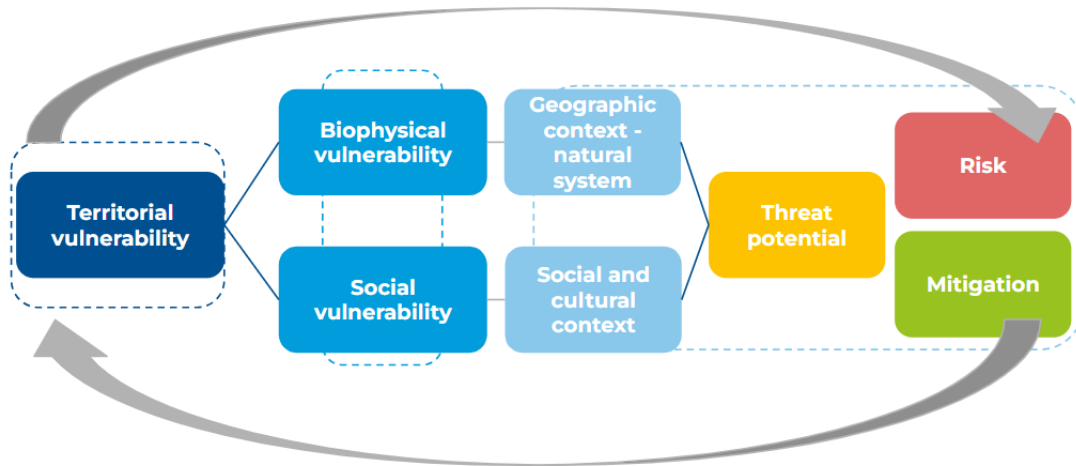 Territorial
vulnerability
Biophysical
vulnerability
Social
vulnerability
Geographic
context -
natural
system
Social and
cultural
context
Threat
potential
Risk
Mitigation